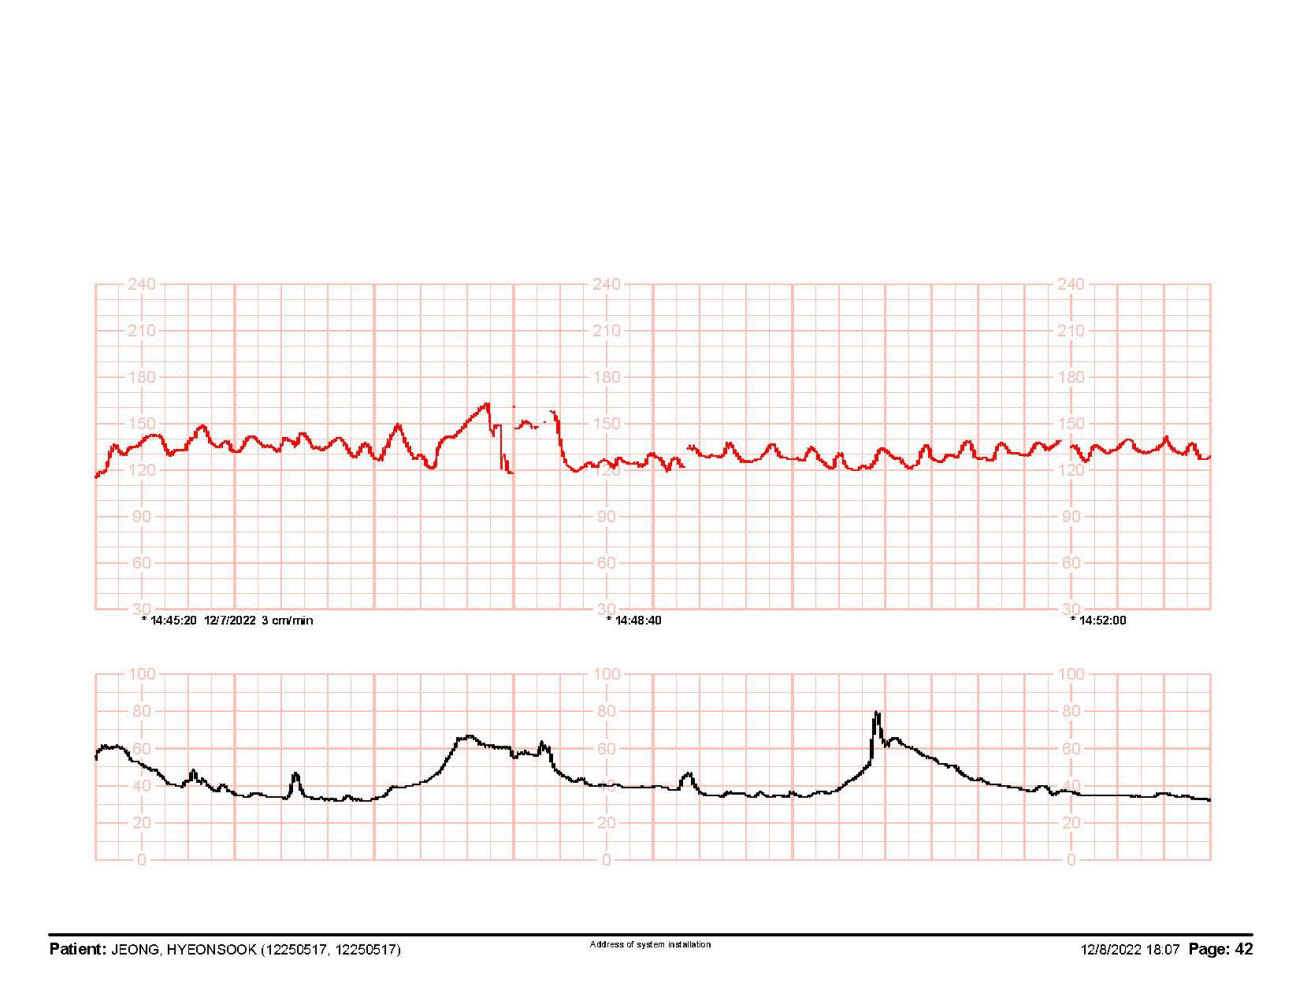 240 240 240
210 210 210
180 180 180
150 150 150
120 120 120
90 90 90
60 60 60
30 30 30
* 14:45:20 12/7/2022 3 cm/min * 14:48:40 * 14:52:00
100 100 100
80 80 80
60 60 60
40 40 40
20 20 20
0 0 0
Patient: JEONG, HYEONSOOK (12250517, 12250517) Address of system installation 12/8/2022 18:07 Page: 42